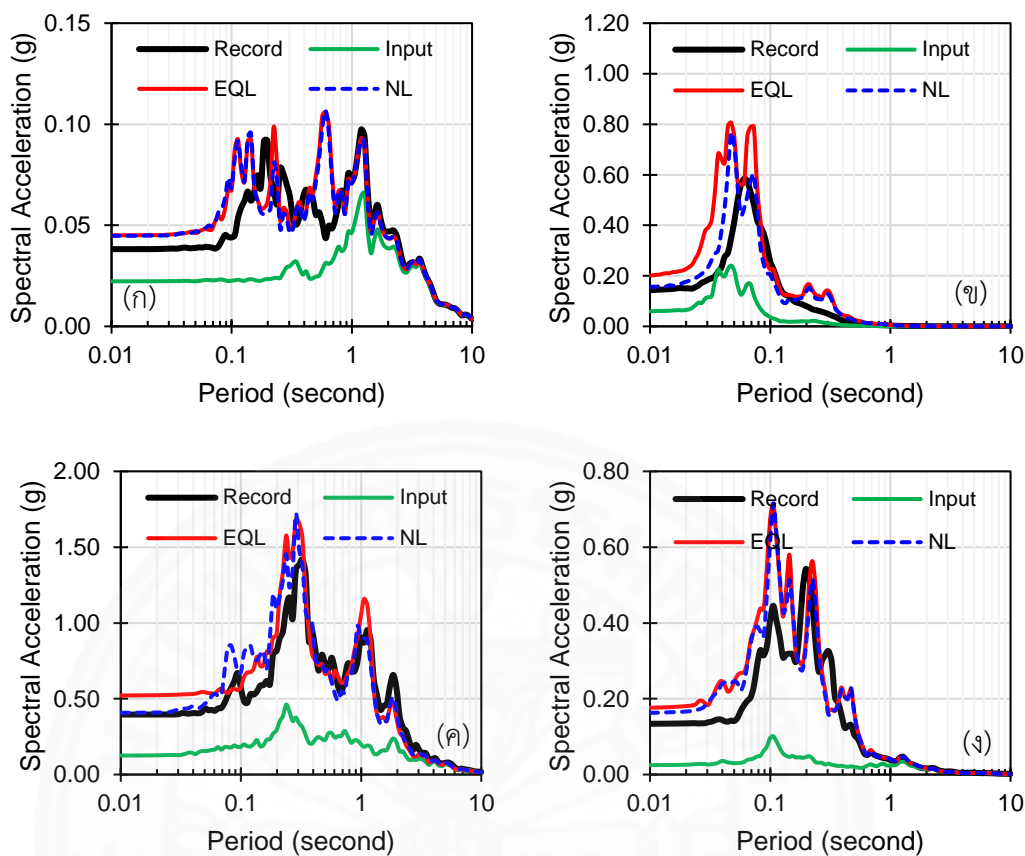 Spectral Acceleration (g)
0.15
0.10
0.05
0.00
Record
Input
EQL
NL
(ก)
0.01
0.1
1
10
Period (second)
Spectral Acceleration (g)
1.20
1.00
0.80
0.60
0.40
0.20
0.00
Record
Input
EQL
NL
(ข)
0.01
0.1
1
10
Period (second)
Spectral Acceleration (g)
2.00
1.50
1.00
0.50
0.00
Record
Input
EQL
NL
(ค)
0.01
0.1
1
10
Period (second)
Spectral Acceleration (g)
0.80
0.60
0.40
0.20
0.00
Record
Input
EQL
NL
(ง)
0.01
0.1
1
10
Period (second)